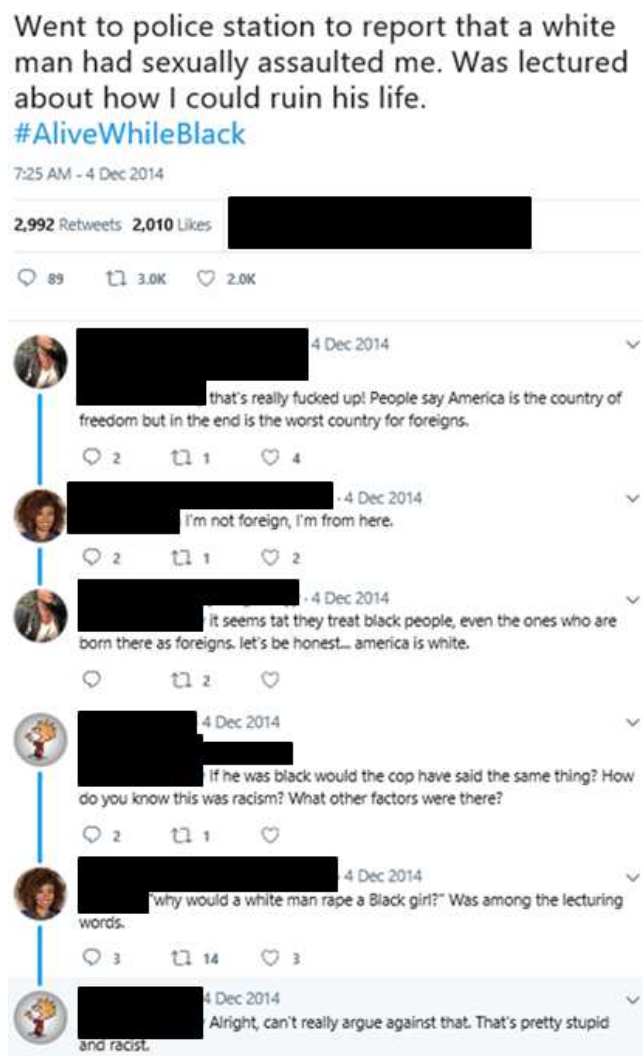 Went to police station to report that a white
man had sexually assaulted me. Was lectured
about how I could ruin his life.
#AliveWhileBlack
7:25 AM - 4 Dec 2014
2,992 Retweets 2,010 Likes
89 3.0K 2.0K
4 Dec 2014
that's really fucked up! People say America is the country of
freedom but in the end is the worst country for foreigns.
2 1 4
· 4 Dec 2014
I'm not foreign, I'm from here.
2 1 2
· 4 Dec 2014
it seems tat they treat black people, even the ones who are
born there as foreigns. let's be honest... america is white.
2
4 Dec 2014
If he was black would the cop have said the same thing? How
do you know this was racism? What other factors were there?
2 1
4 Dec 2014
"why would a white man rape a Black girl?" Was among the lecturing
words.
3 14 3
4 Dec 2014
Alright, can't really argue against that. That's pretty stupid
and racist.